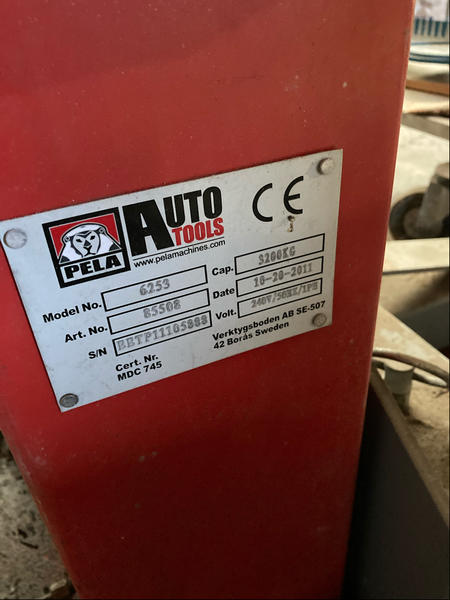 PELA
AUTO TOOLS
CE
www.pelamachines.com
Model No. 6253
Cap. 3200KG
Art. No. 85508
Date 10-20-2011
S/N
Volt. 240V/50HZ/1PH
Cert. Nr.
MDC 745
Verktygsboden AB SE-507
42 Borås Sweden